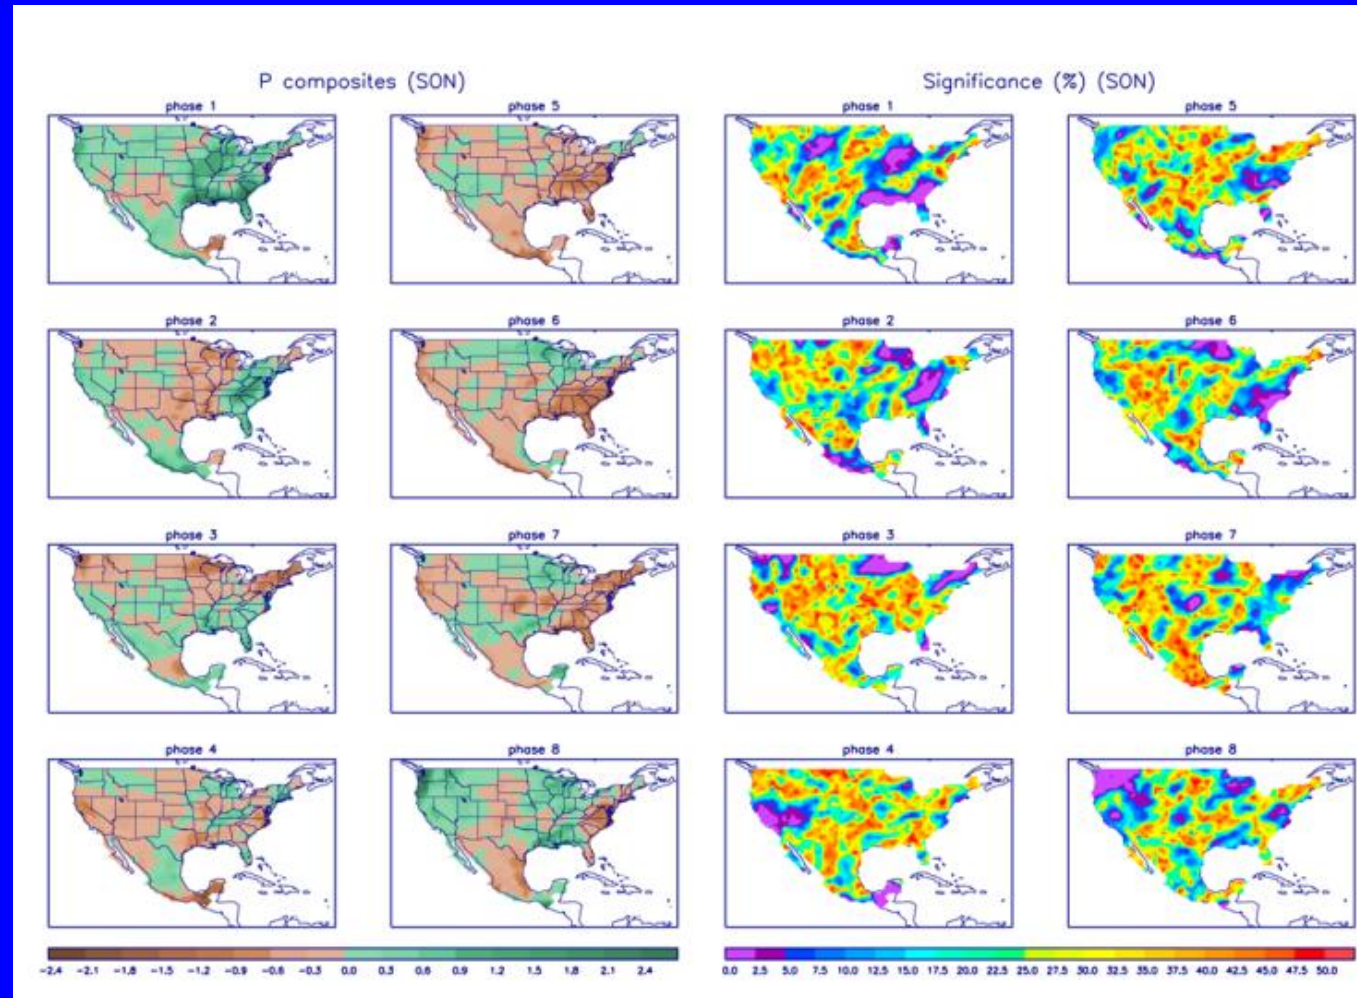 P composites (SON)
Significance (%) (SON)
phase 1
phase 5
phase 1
phase 5
phase 2
phase 6
phase 2
phase 6
phase 3
phase 7
phase 3
phase 7
phase 4
phase 8
phase 4
phase 8
-2.4 -2.1 -1.8 -1.5 -1.2 -0.9 -0.6 -0.3 0.0 0.3 0.6 0.9 1.2 1.5 1.8 2.1 2.4
0.0 2.5 5.0 7.5 10.0 12.5 15.0 17.5 20.0 22.5 25.0 27.5 30.0 32.5 35.0 37.5 40.0 42.5 45.0 47.5 50.0